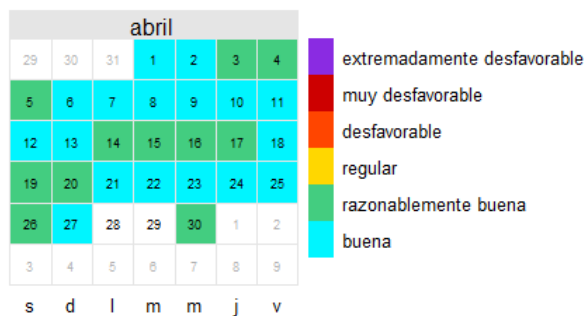 abril
29 30 31 1 2 3 4
5 6 7 8 9 10 11
12 13 14 15 16 17 18
19 20 21 22 23 24 25
26 27 28 29 30 1 2
3 4 5 6 7 8 9
s d l m m j v
extremadamente desfavorable
muy desfavorable
desfavorable
regular
razonablemente buena
buena